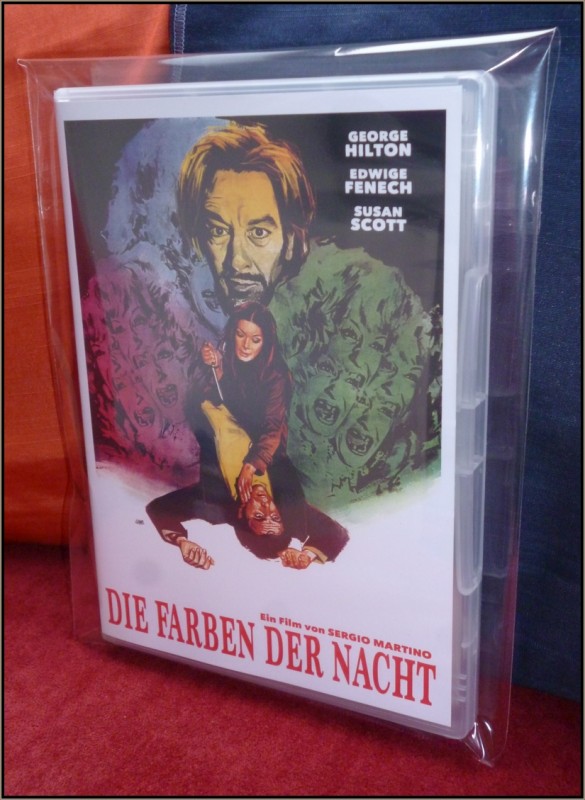 GEORGE
HILTON
EDWIGE
FENECH
SUSAN
SCOTT
Ein Film von SERGIO MARTINO
DIE FARBEN DER NACHT